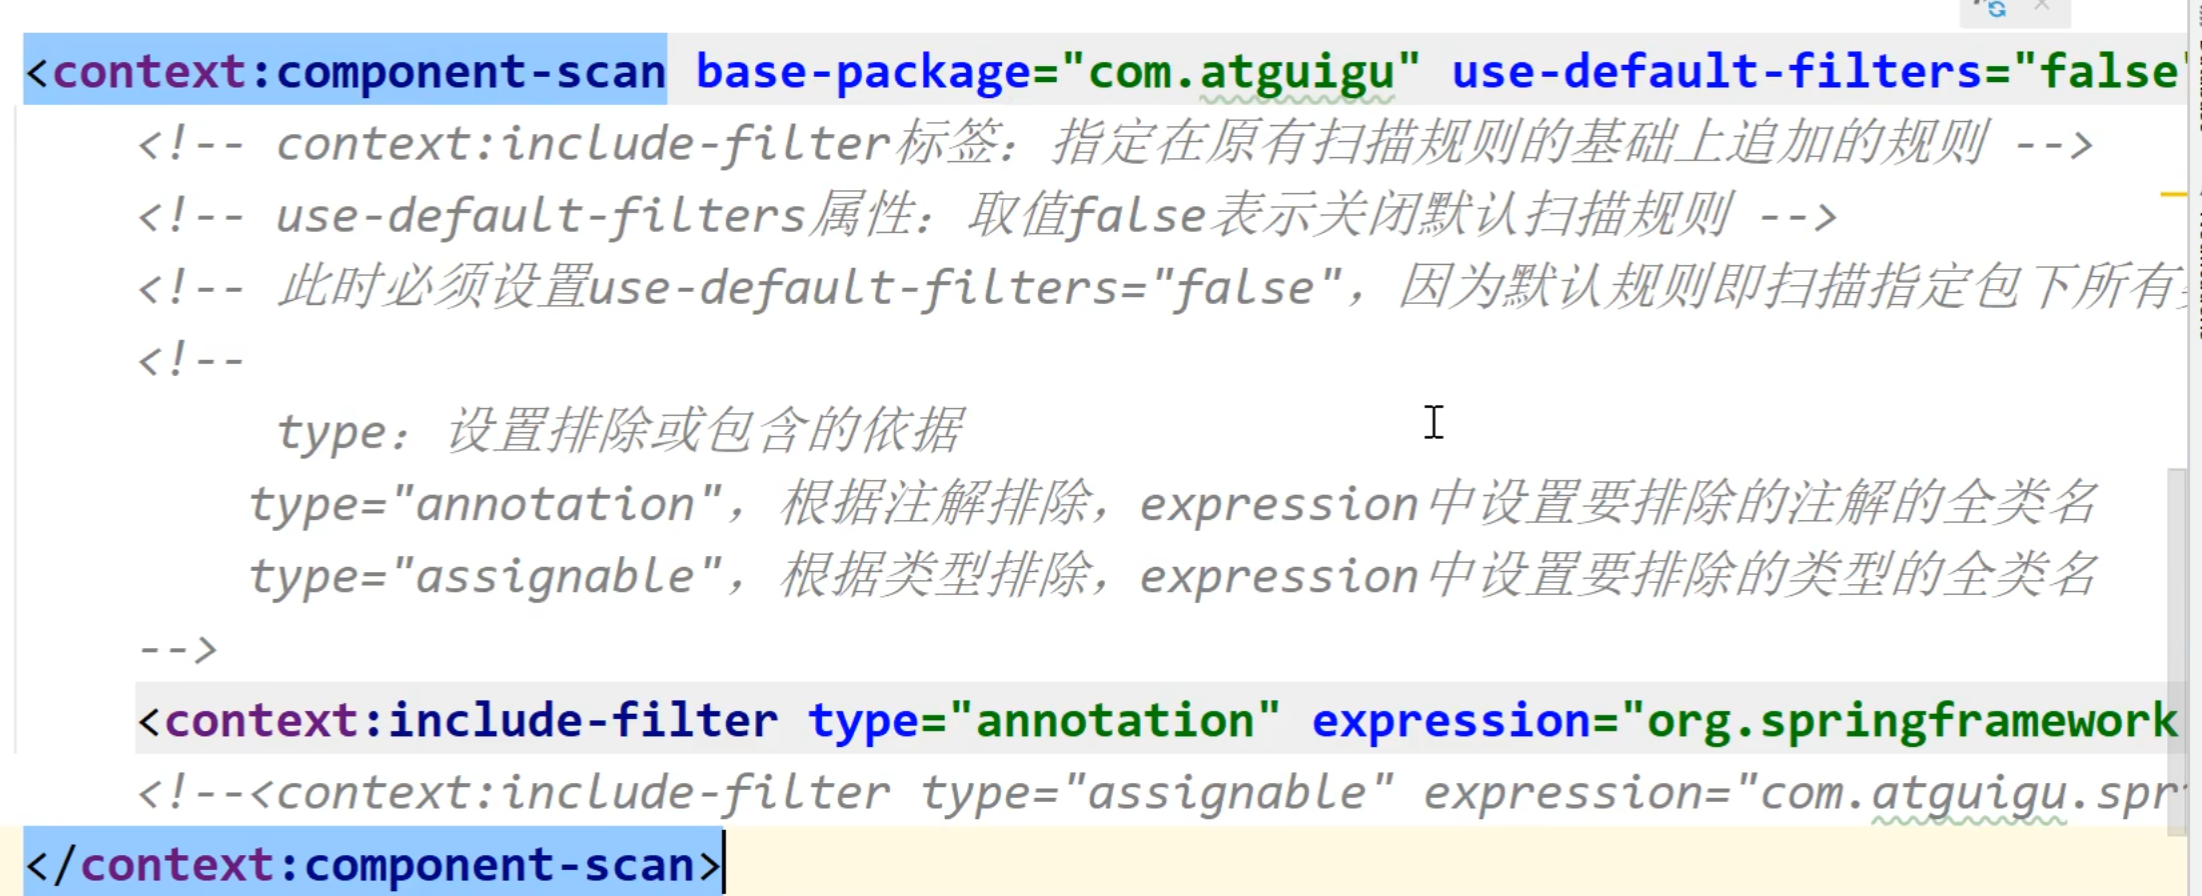 <context:component-scan base-package="com.atguigu" use-default-filters="false"
<!-- context:include-filter标签：指定在原有扫描规则的基础上追加的规则 -->
<!-- use-default-filters属性：取值false表示关闭默认扫描规则 -->
<!-- 此时必须设置use-default-filters="false"，因为默认规则即扫描指定包下所有
<!--
type：设置排除或包含的依据
type="annotation"，根据注解排除，expression中设置要排除的注解的全类名
type="assignable"，根据类型排除，expression中设置要排除的类型的全类名
-->
<context:include-filter type="annotation" expression="org.springframework
<!--<context:include-filter type="assignable" expression="com.atguigu.spr
</context:component-scan>